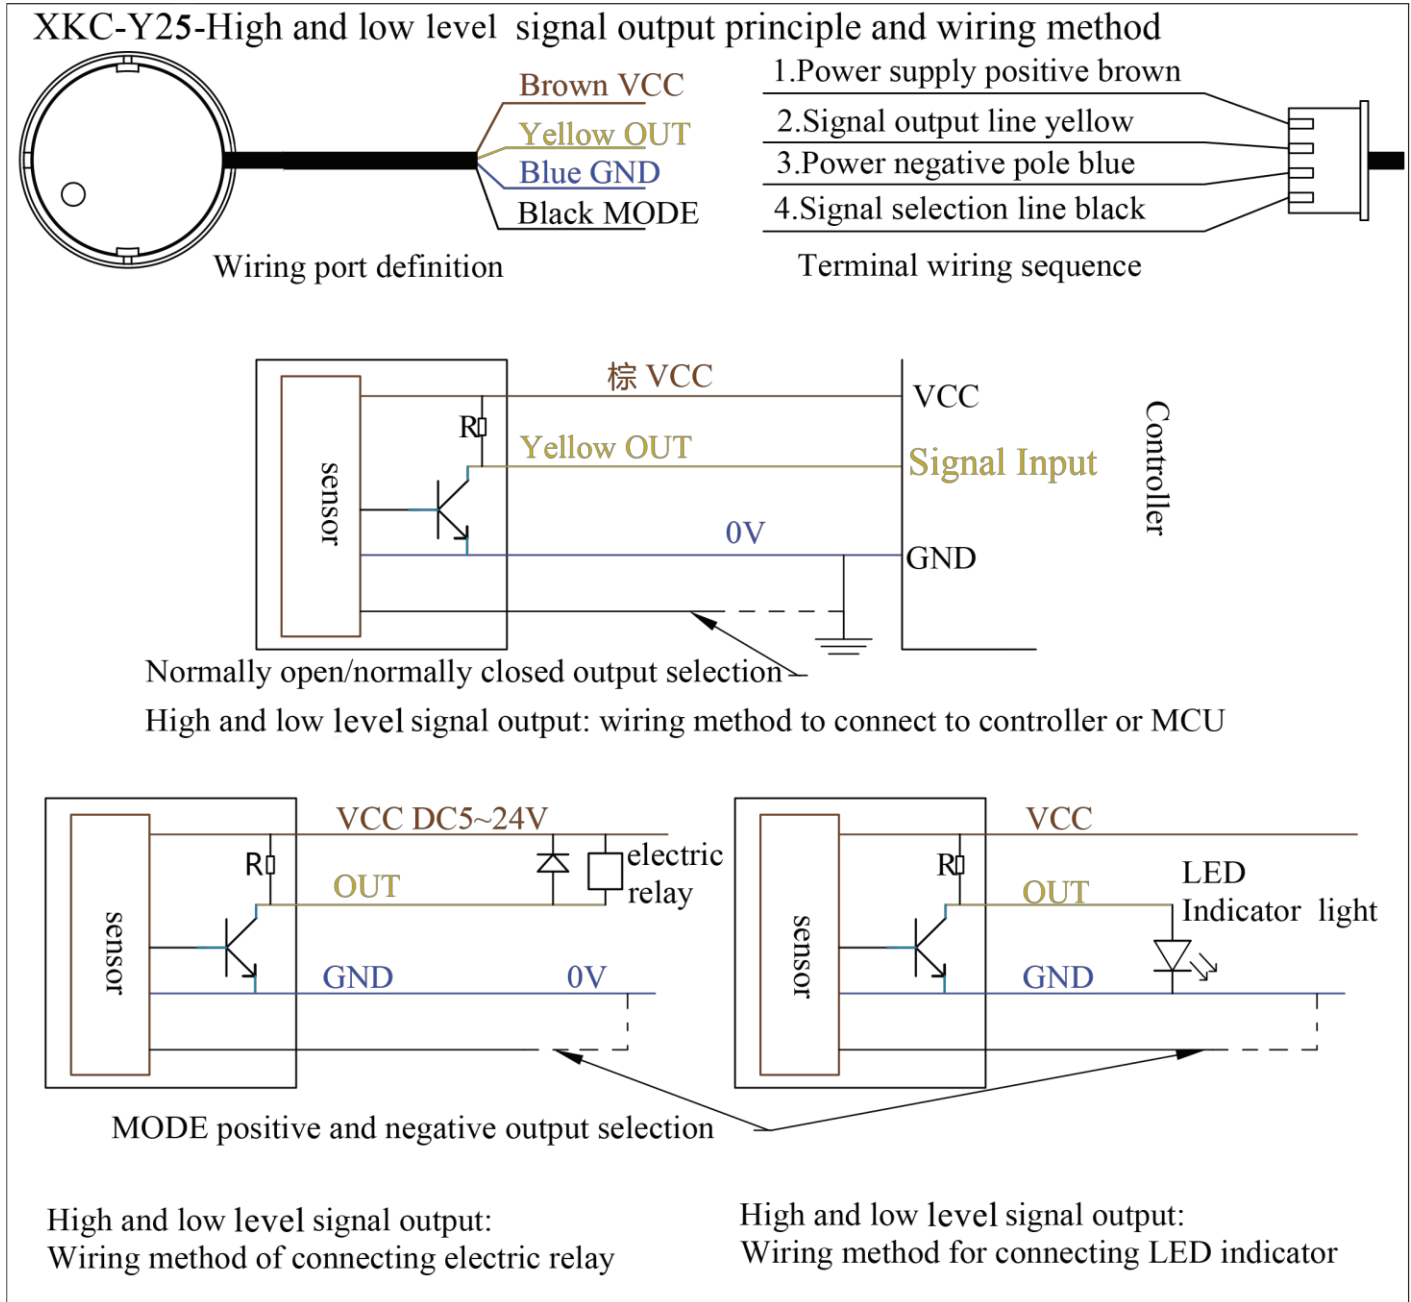 XKC-Y25-High and low level signal output principle and wiring method
Brown VCC
Yellow OUT
Blue GND
Black MODE
Wiring port definition
1.Power supply positive brown
2.Signal output line yellow
3.Power negative pole blue
4.Signal selection line black
Terminal wiring sequence
sensor
R
棕 VCC
Yellow OUT
0V
VCC
Signal Input
GND
Controller
Normally open/normally closed output selection
High and low level signal output: wiring method to connect to controller or MCU
sensor
R
VCC DC5~24V
OUT
GND
0V
electric
relay
sensor
R
VCC
OUT
GND
LED
Indicator light
MODE positive and negative output selection
High and low level signal output:
Wiring method of connecting electric relay
High and low level signal output:
Wiring method for connecting LED indicator